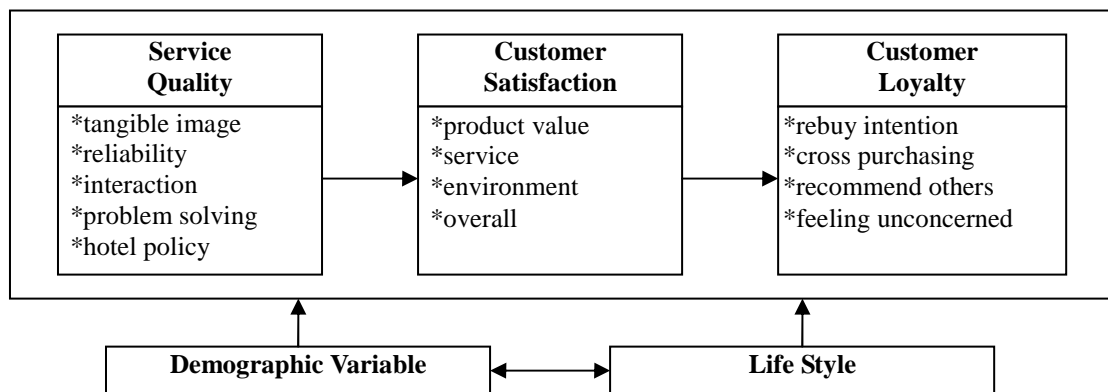 Service
Quality
*tangible image
*reliability
*interaction
*problem solving
*hotel policy
Customer
Satisfaction
*product value
*service
*environment
*overall
Customer
Loyalty
*rebuy intention
*cross purchasing
*recommend others
*feeling unconcerned
Demographic Variable
Life Style